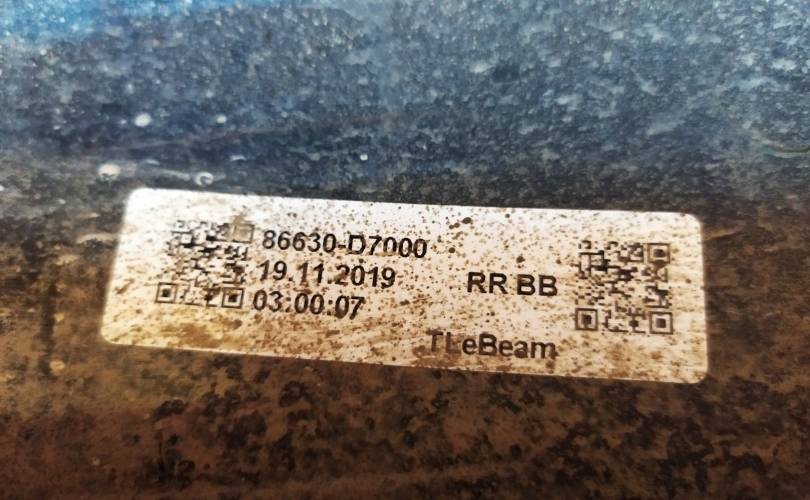 86630-D7000
19.11.2019
03:00:07
RR BB
TLeBeam